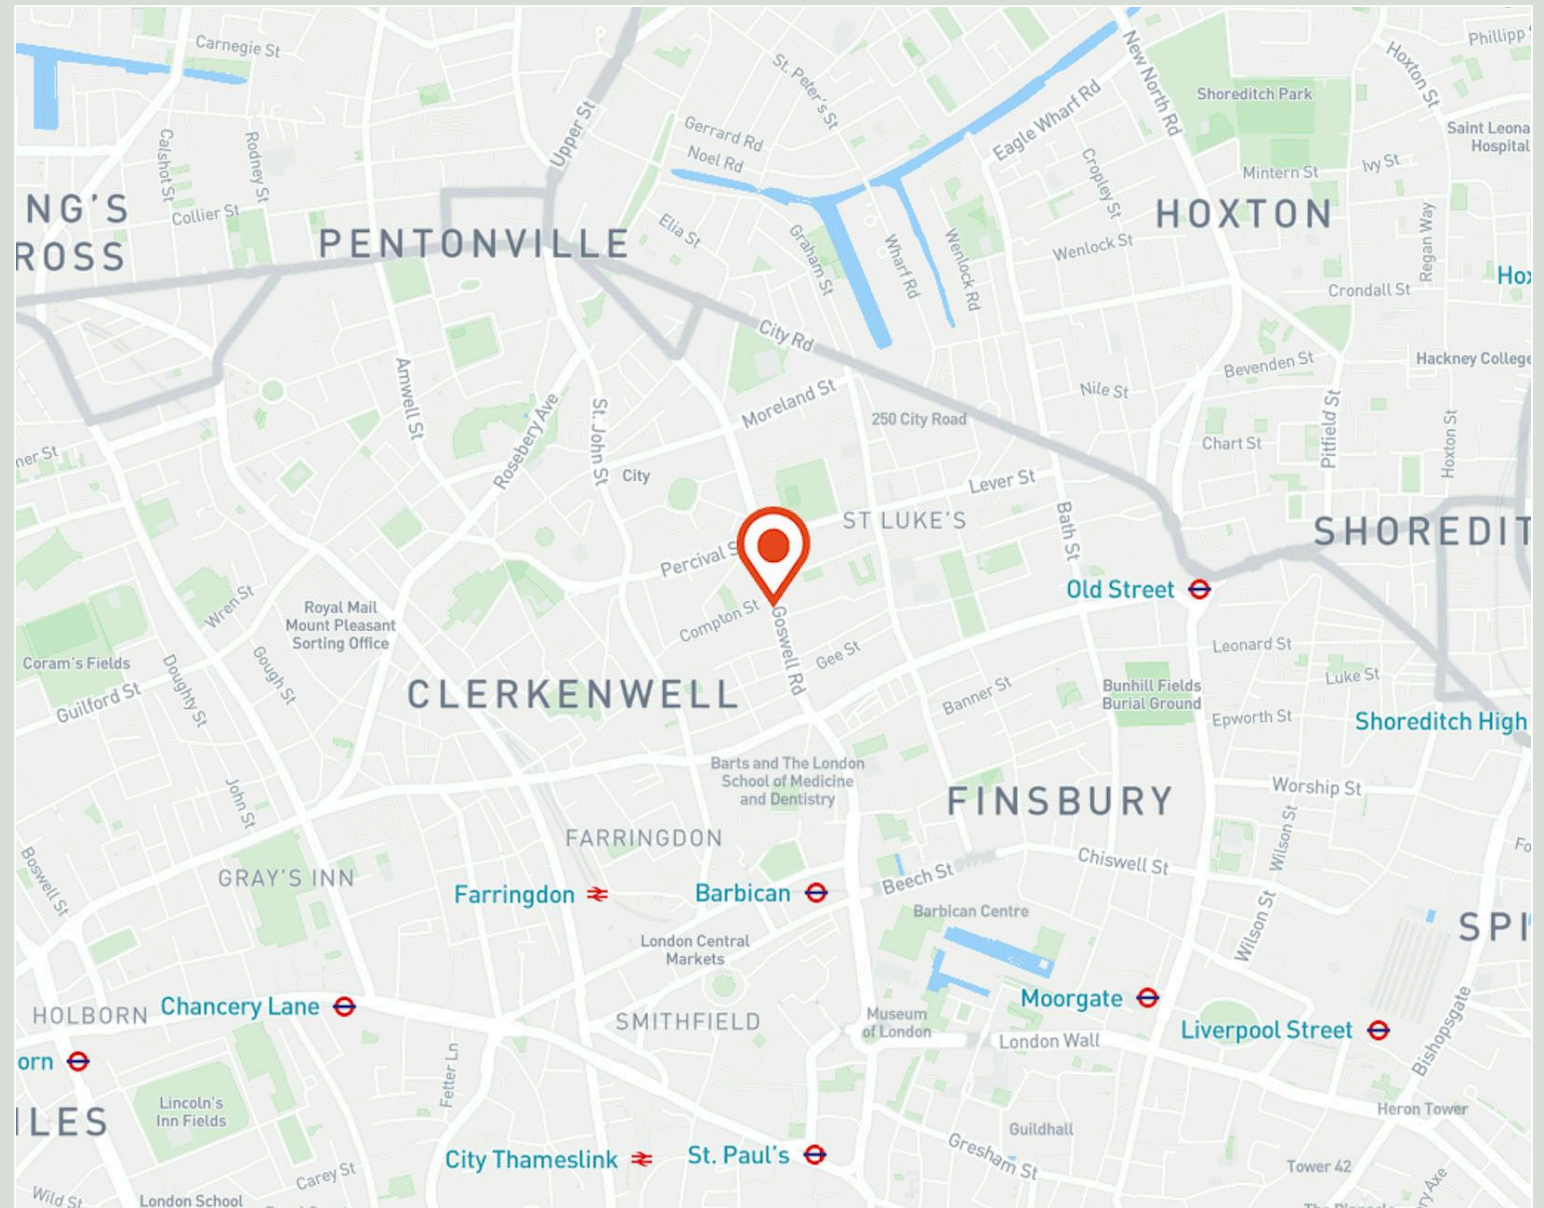 Carnegie St
St. Peter's St
New North Rd
Hoxton St
Phillipp
Shoreditch Park
Upper St
Eagle Wharf Rd
Calshot St
Rodney St
Gerrard Rd
Noel Rd
Saint Leona
Hospital
Cropley St
Mintern St
Ivy St
NG'S
ROSS
Collier St
PENTONVILLE
Elia St
Graham St
Wharf Rd
Wenlock Rd
Wenlock St
HOXTON
Regan Way
Hox
Crondall St
City Rd
Amwell St
Rosebery Ave
St. John St
Moreland St
250 City Road
Nile St
Bevenden St
Hackney College
Pitfield St
Hoxton St
Chart St
ner St
City
Lever St
Bath St
ST LUKE'S
SHOREDIT
Percival S
Old Street
Wren St
Royal Mail
Mount Pleasant
Sorting Office
Compton St
Goswell Rd
Gee St
Leonard St
Coram's Fields
Guilford St
Doughty St
Gough St
CLERKENWELL
Banner St
Bunhill Fields
Burial Ground
Luke St
Epworth St
Shoreditch High
Barts and The London
School of Medicine
and Dentistry
FINSBURY
Worship St
John St
Wilson St
FARRINGDON
Chiswell St
Fo
Boswell St
GRAY'S INN
Farringdon
Barbican
Beech St
Barbican Centre
Wilson St
SPI
London Central
Markets
HOLBORN
Chancery Lane
SMITHFIELD
Museum
of London
Moorgate
London Wall
Liverpool Street
Bishopsgate
orn
Fetter Ln
Lincoln's
Inn Fields
ILES
Heron Tower
Guildhall
City Thameslink
St. Paul's
Gresham St
Tower 42
Carey St
Wild St
London School
ry Axe